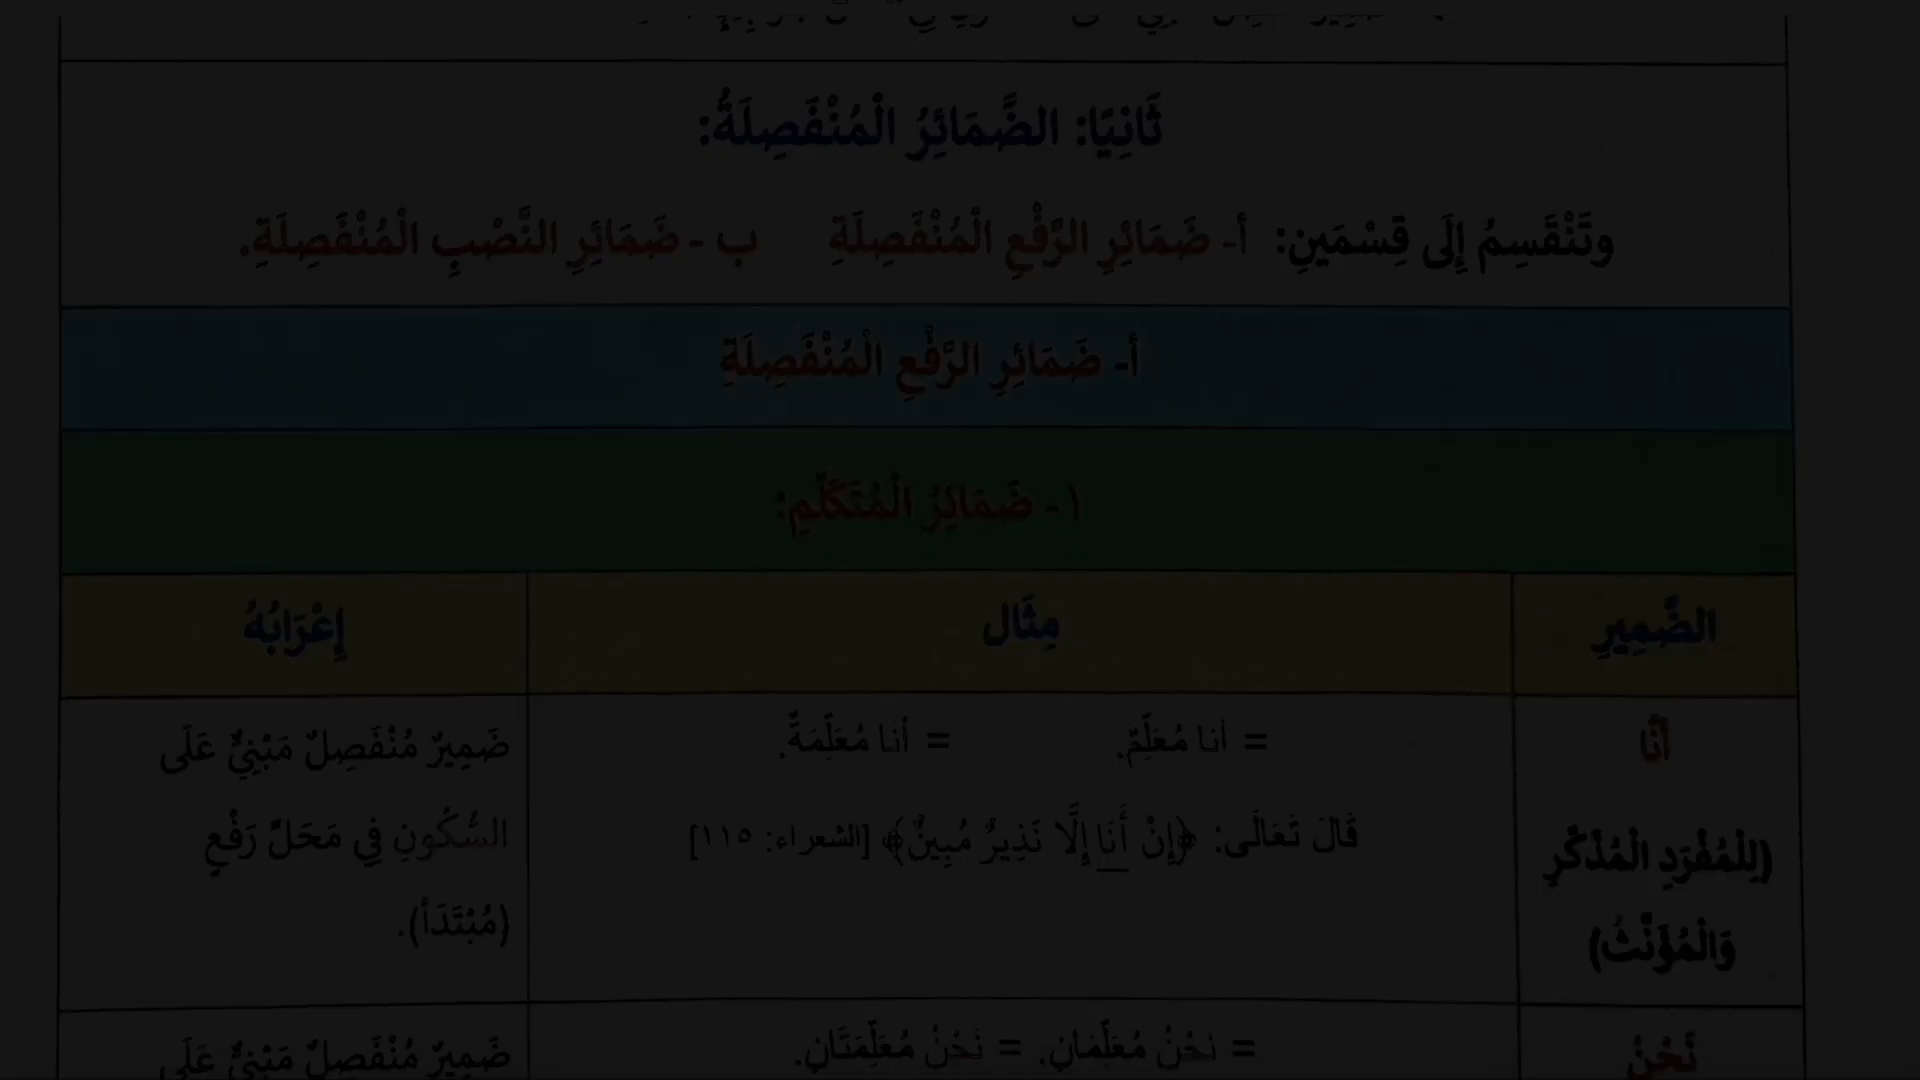 ثَانِيًا: الضَّمَائِرُ الْمُنْفَصِلَةُ:
وتَنْقَسِمُ إِلَى قِسْمَينِ: أ- ضَمَائِرِ الرَّفْعِ الْمُنْفَصِلَةِ ب - ضَمَائِرِ النَّصْبِ الْمُنْفَصِلَةِ.
أ- ضَمَائِرِ الرَّفْعِ الْمُنْفَصِلَةِ
١- ضَمَائِرُ الْمُتَكَلِّمِ:
الضَّمِيرِ مِثَال إِعْرَابُهُ
أَنَا
(لِلْمُفْرَدِ الْمُذَكَّرِ
وَالْمُؤَنَّثُ)
= أنا مُعَلِّمٌ. = أنا مُعَلِّمَةٌ.
قَالَ تَعَالَى: ﴿إِنْ أَنَا إِلَّا نَذِيرٌ مُبِينٌ﴾ [الشعراء: ١١٥]
ضَمِيرٌ مُنْفَصِلٌ مَبْنِيٌّ عَلَى
السُّكُونِ فِي مَحَلِّ رَفْعٍ
(مُبْتَدَأ).
نَحْنُ
= نَحْنُ مُعَلِّمَانِ. = نَحْنُ مُعَلِّمَتَانِ.
ضَمِيرٌ مُنْفَصِلٌ مَبْنِيٌّ عَلَى